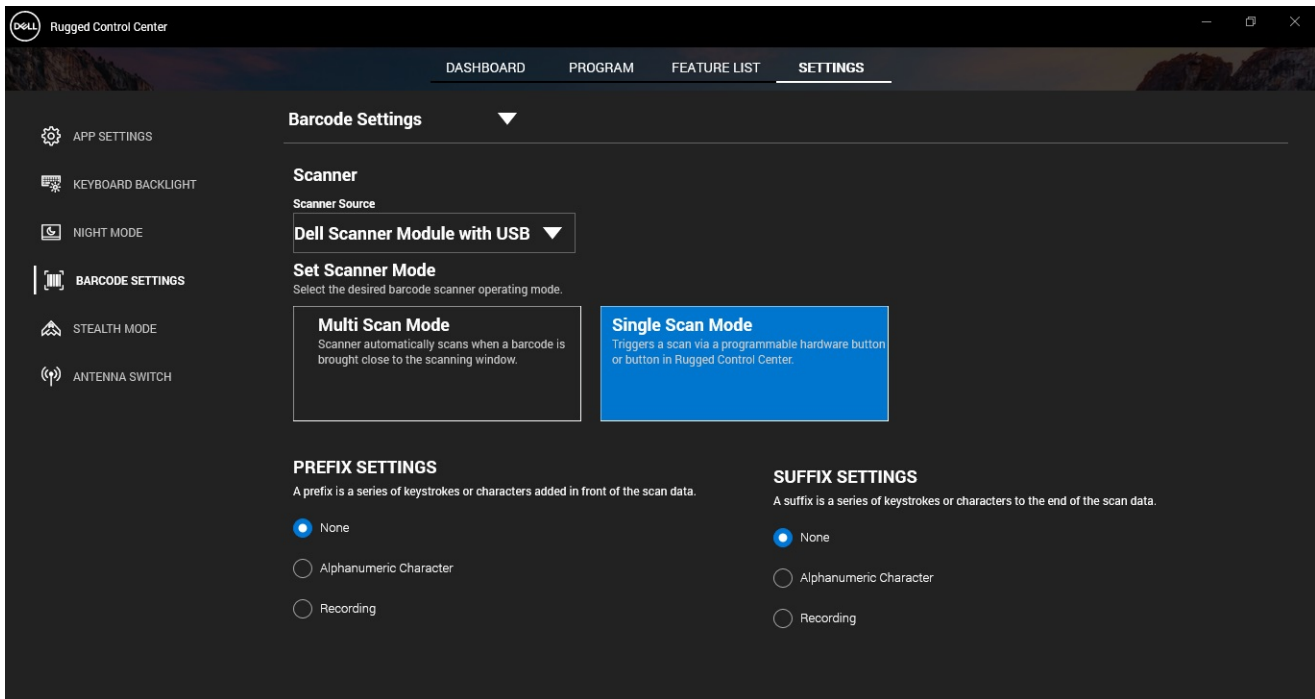 DELL
Rugged Control Center
DASHBOARD
PROGRAM
FEATURE LIST
SETTINGS
APP SETTINGS
KEYBOARD BACKLIGHT
NIGHT MODE
BARCODE SETTINGS
STEALTH MODE
ANTENNA SWITCH
Barcode Settings
Scanner
Scanner Source
Dell Scanner Module with USB
Set Scanner Mode
Select the desired barcode scanner operating mode.
Multi Scan Mode
Scanner automatically scans when a barcode is
brought close to the scanning window.
Single Scan Mode
Triggers a scan via a programmable hardware button
or button in Rugged Control Center.
PREFIX SETTINGS
A prefix is a series of keystrokes or characters added in front of the scan data.
None
Alphanumeric Character
Recording
SUFFIX SETTINGS
A suffix is a series of keystrokes or characters to the end of the scan data.
None
Alphanumeric Character
Recording